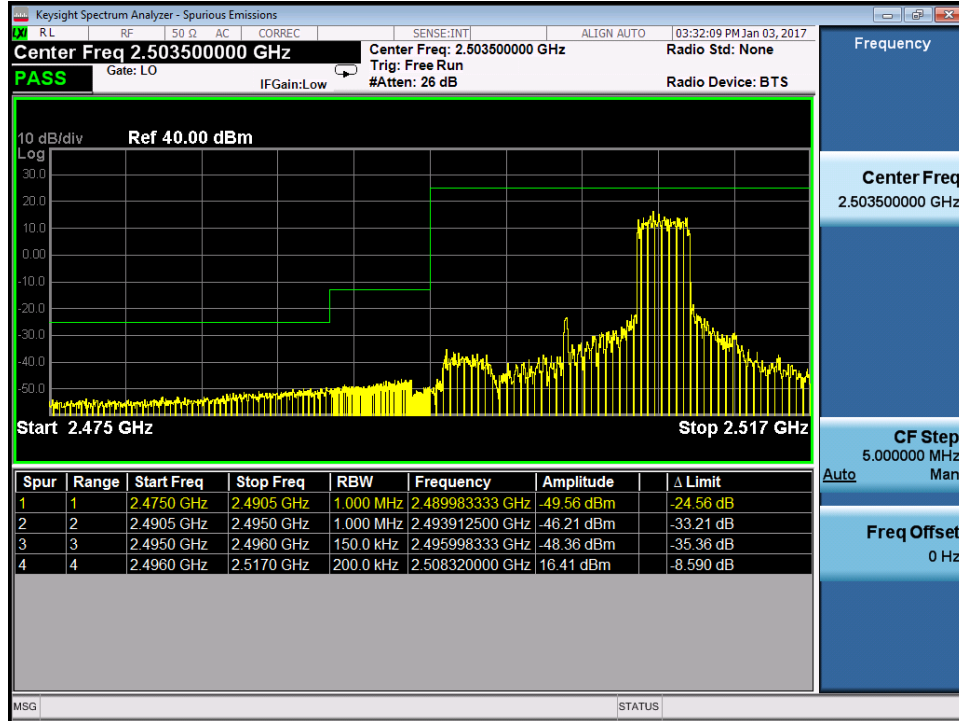 Keysight Spectrum Analyzer - Spurious Emissions
LXI RL RF 50 Ω AC CORREC SENSE:INT ALIGN AUTO 03:32:09 PM Jan 03, 2017
Center Freq 2.503500000 GHz Center Freq: 2.503500000 GHz Radio Std: None
Trig: Free Run
PASS Gate: LO IFGain:Low #Atten: 26 dB Radio Device: BTS
10 dB/div Ref 40.00 dBm
Log
30.0
20.0
10.0
0.00
-10.0
-20.0
-30.0
-40.0
-50.0
Start 2.475 GHz Stop 2.517 GHz
Spur Range Start Freq Stop Freq RBW Frequency Amplitude Δ Limit
1 1 2.4750 GHz 2.4905 GHz 1.000 MHz 2.489983333 GHz -49.56 dBm -24.56 dB
2 2 2.4905 GHz 2.4950 GHz 1.000 MHz 2.493912500 GHz -46.21 dBm -33.21 dB
3 3 2.4950 GHz 2.4960 GHz 150.0 kHz 2.495998333 GHz -48.36 dBm -35.36 dB
4 4 2.4960 GHz 2.5170 GHz 200.0 kHz 2.508320000 GHz 16.41 dBm -8.590 dB
MSG STATUS
Frequency
Center Freq
2.503500000 GHz
CF Step
5.000000 MHz
Auto Man
Freq Offset
0 Hz